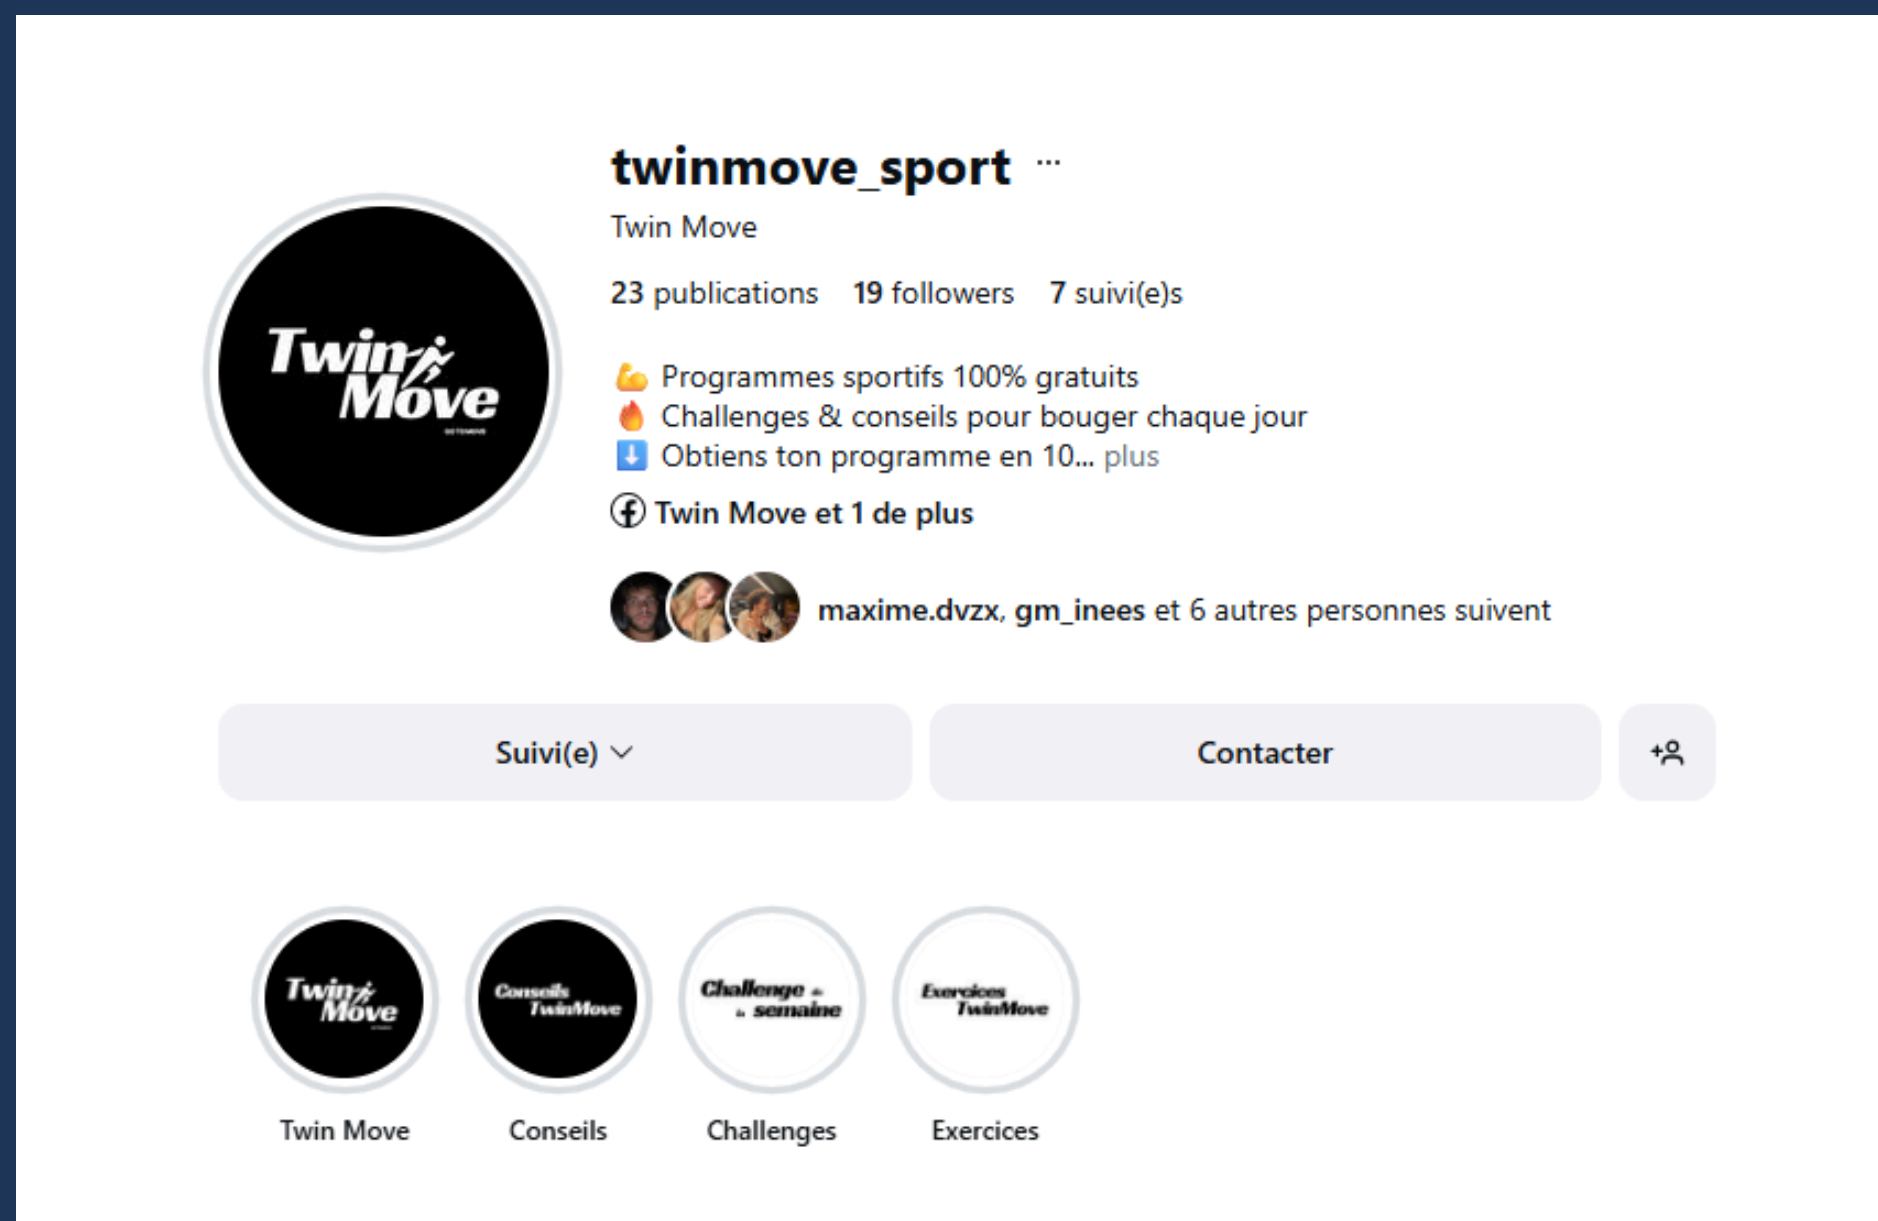 twinmove_sport ...
Twin Move
23 publications 19 followers 7 suivi(e)s
💪 Programmes sportifs 100% gratuits
🔥 Challenges & conseils pour bouger chaque jour
⬇️ Obtiens ton programme en 10... plus
Twin Move et 1 de plus
maxime.dvzx, gm_inees et 6 autres personnes suivent
Twin
Move
Suivi(e)
Contacter
Twin
Move
Conseils
TwinMove
Challenge
semaine
Exercices
TwinMove
Twin Move
Conseils
Challenges
Exercices